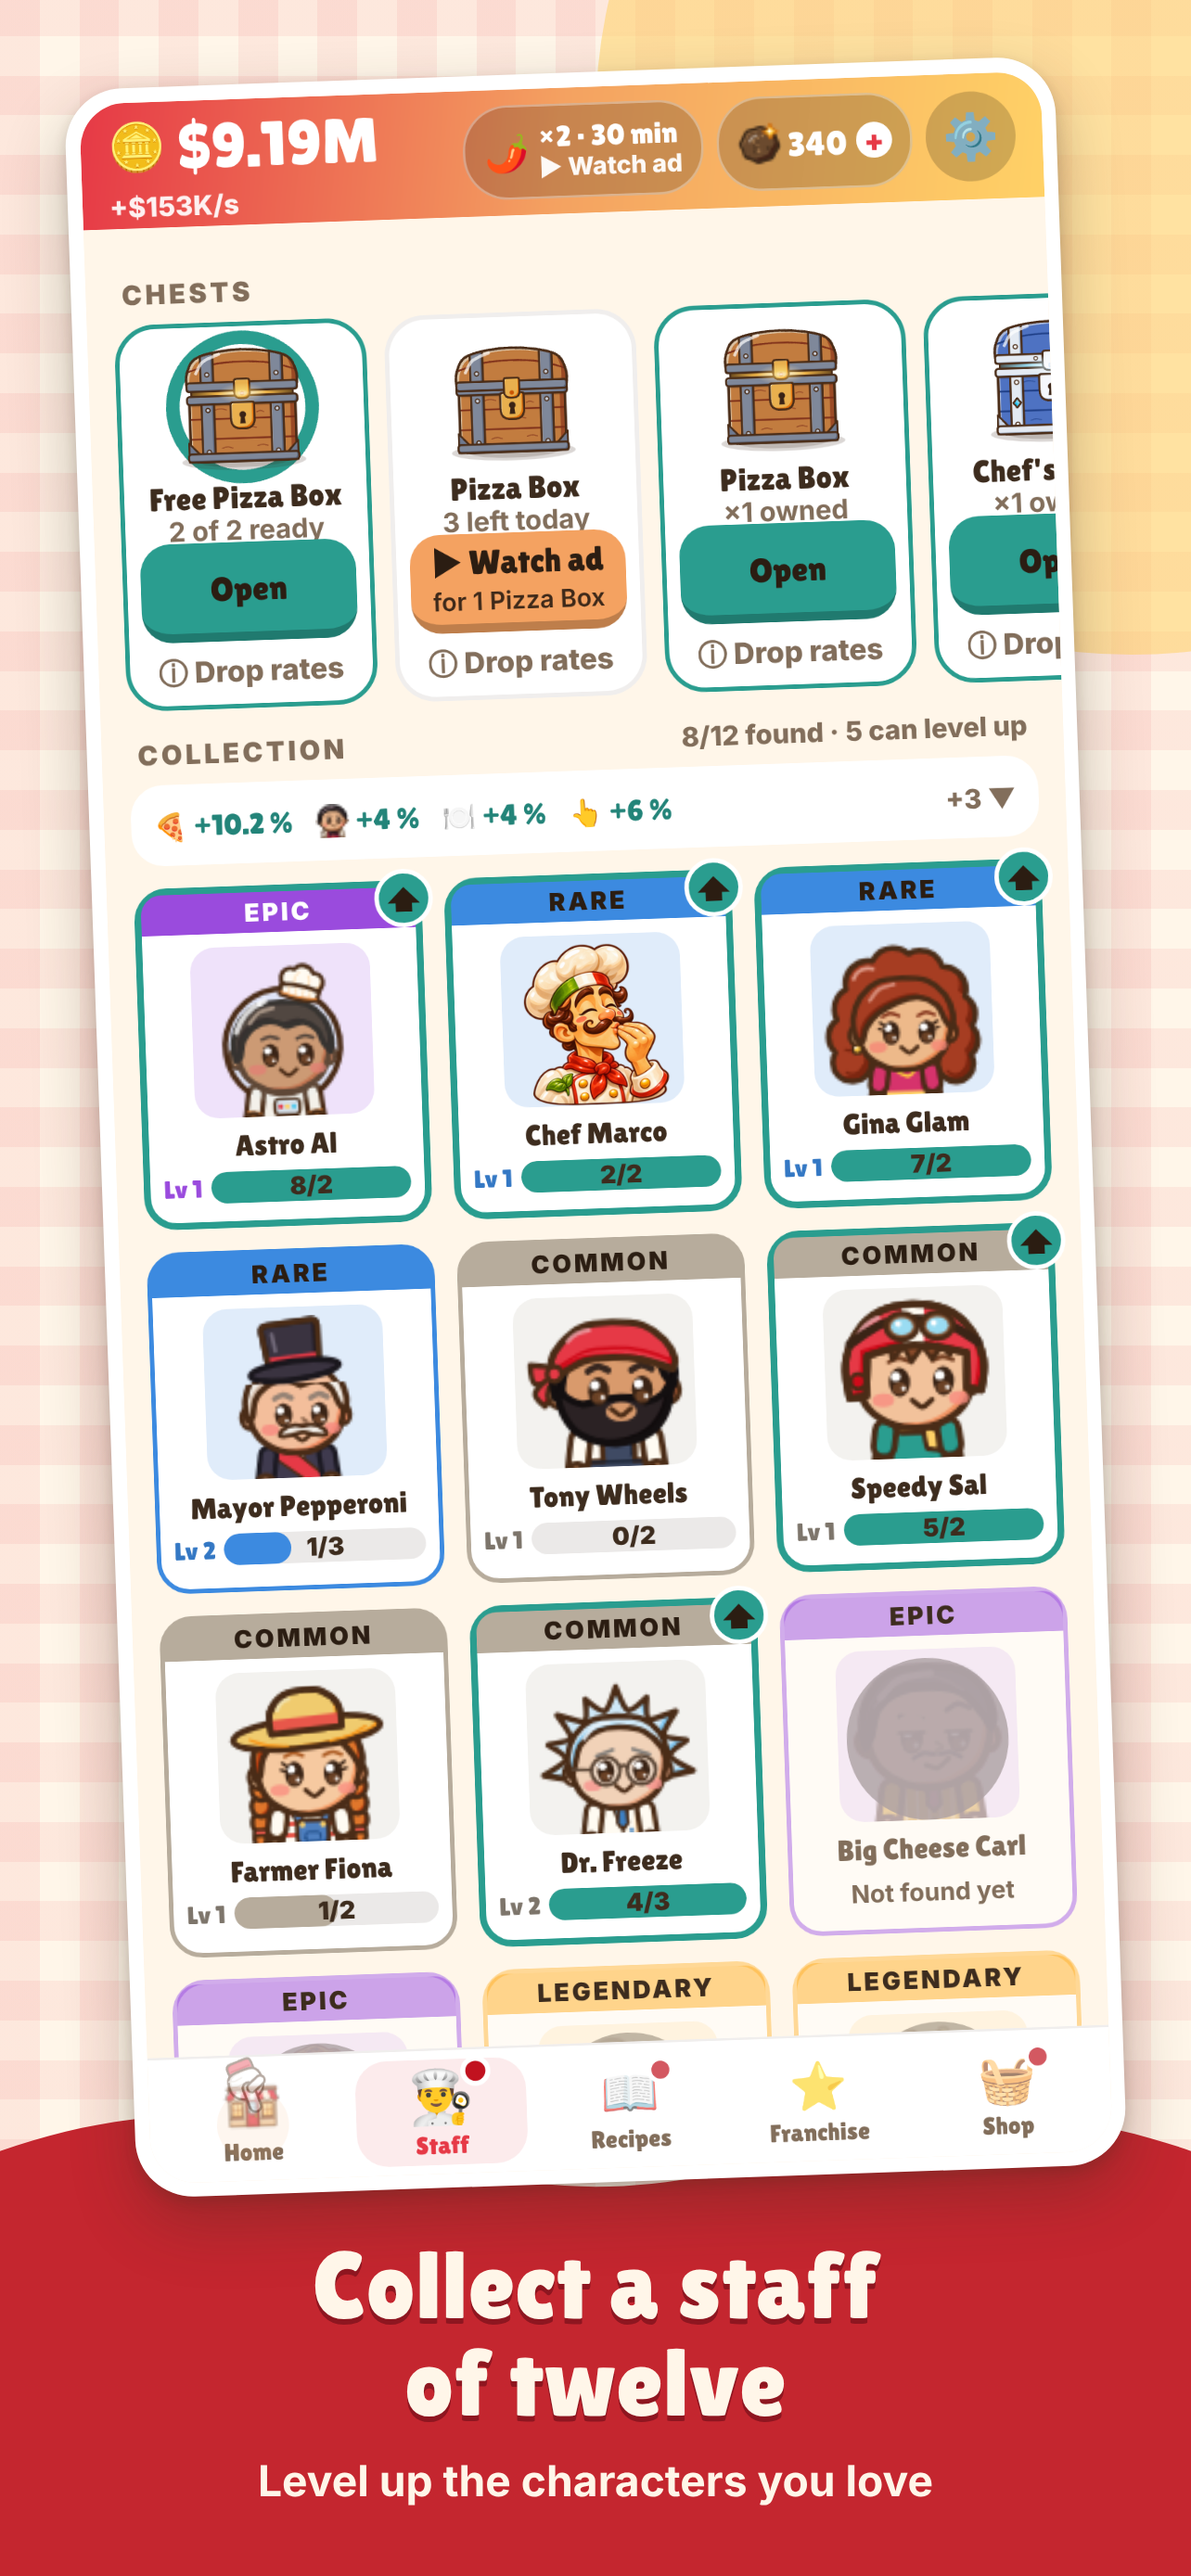 $9.19M
+$153K/s
×2 · 30 min
▶ Watch ad
340
CHESTS
Free Pizza Box
2 of 2 ready
Open
ⓘ Drop rates
Pizza Box
3 left today
▶ Watch ad
for 1 Pizza Box
ⓘ Drop rates
Pizza Box
×1 owned
Open
ⓘ Drop rates
Chef's
×1 ow
Op
ⓘ Drop
COLLECTION
8/12 found · 5 can level up
+10.2 % +4 % +4 % +6 % +3 ▼
EPIC
Astro Al
Lv 1 8/2
RARE
Chef Marco
Lv 1 2/2
RARE
Gina Glam
Lv 1 7/2
RARE
Mayor Pepperoni
Lv 2 1/3
COMMON
Tony Wheels
Lv 1 0/2
COMMON
Speedy Sal
Lv 1 5/2
COMMON
Farmer Fiona
Lv 1 1/2
COMMON
Dr. Freeze
Lv 2 4/3
EPIC
Big Cheese Carl
Not found yet
EPIC
LEGENDARY
LEGENDARY
Home
Staff
Recipes
Franchise
Shop
Collect a staff
of twelve
Level up the characters you love